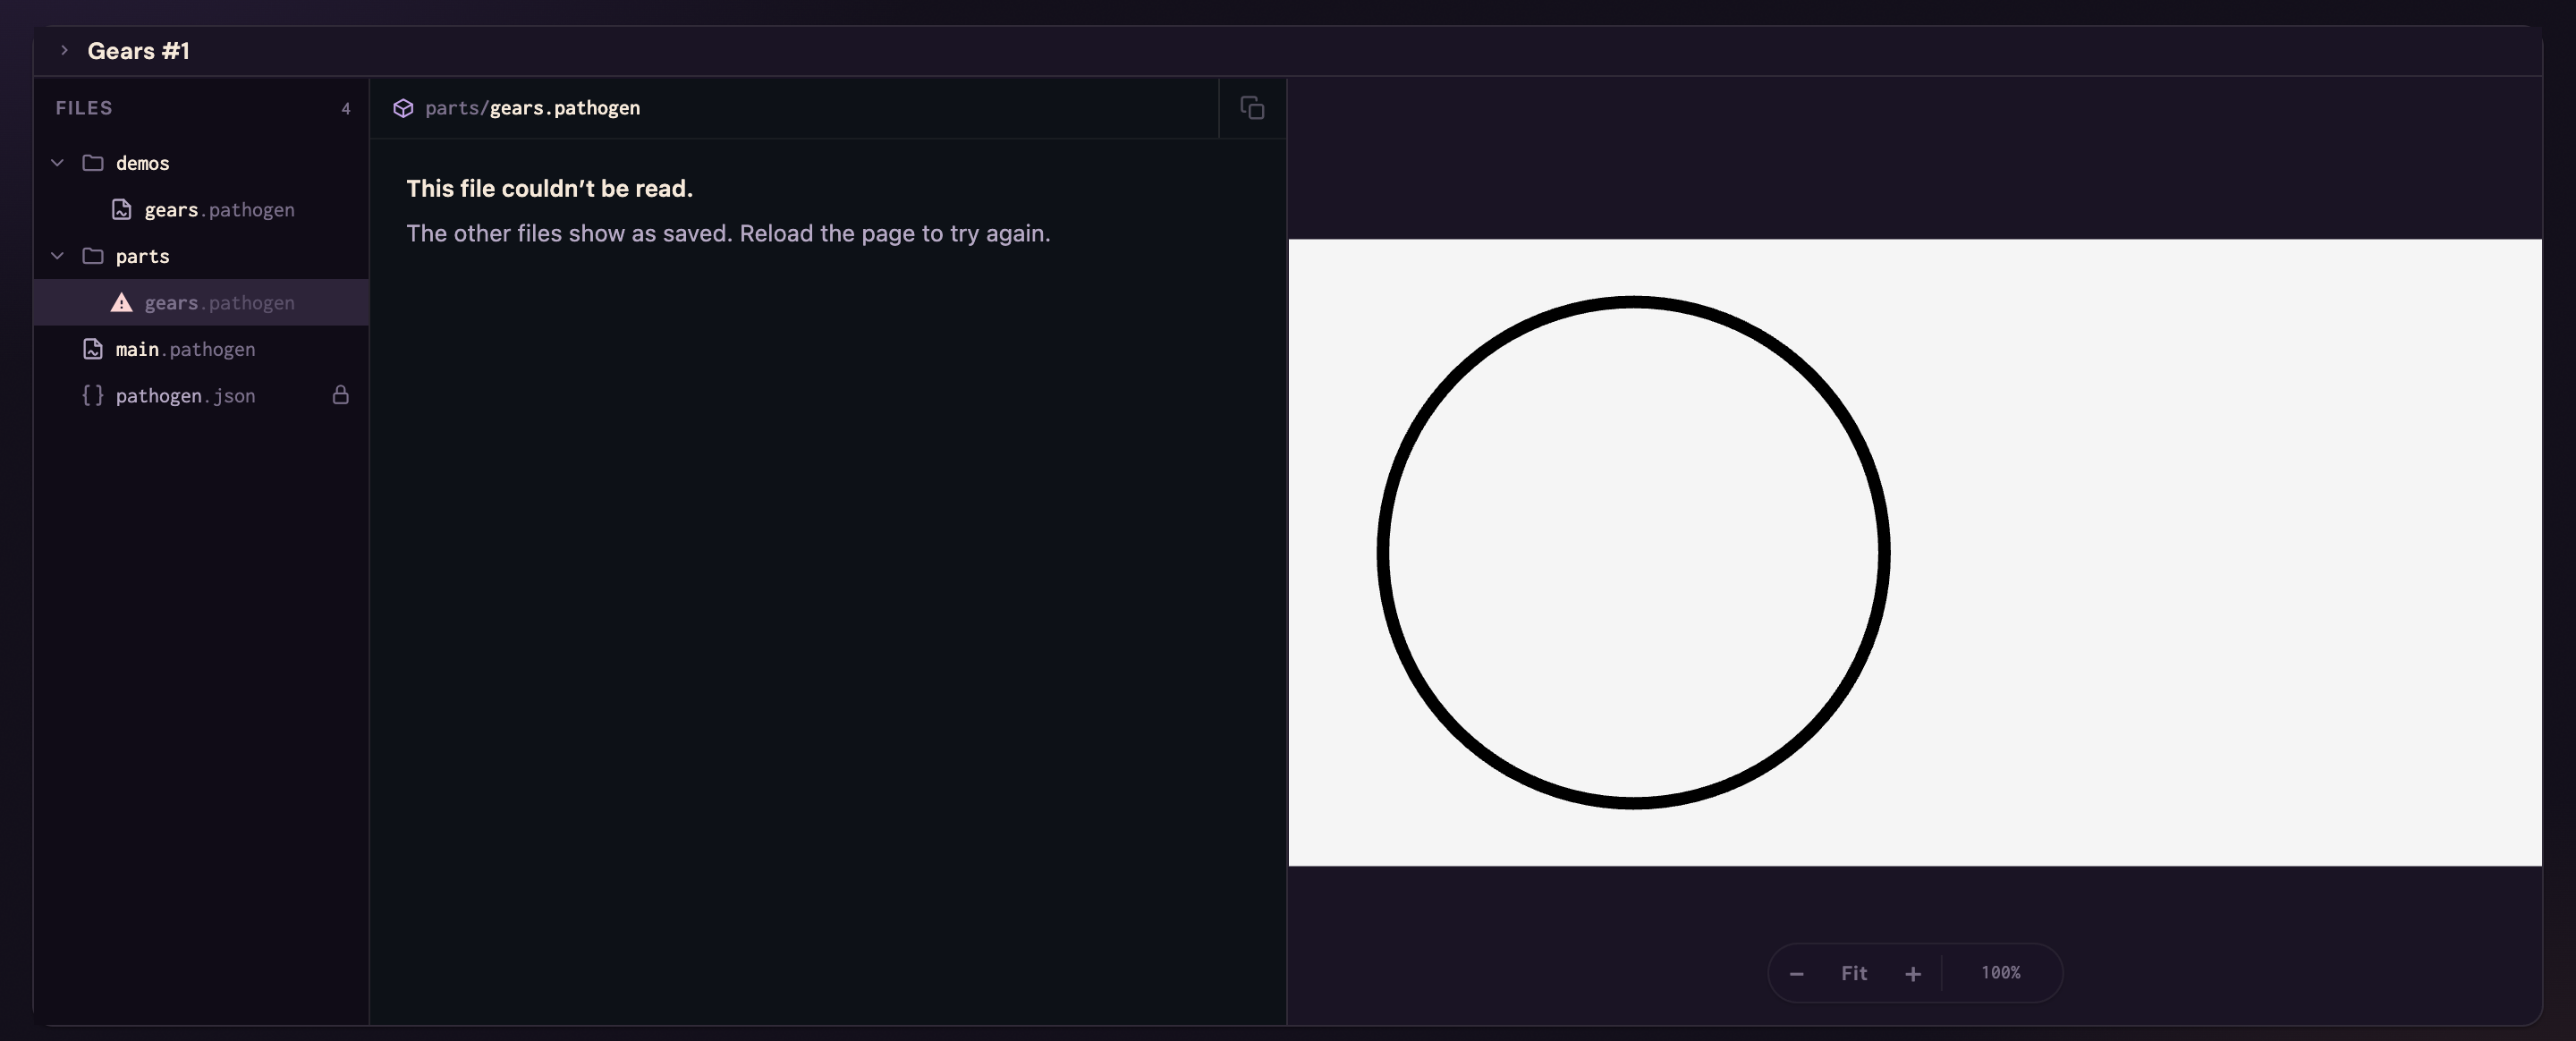 Gears #1
FILES 4
parts/gears.pathogen
demos
gears.pathogen
parts
gears.pathogen
main.pathogen
{} pathogen.json
This file couldn’t be read.
The other files show as saved. Reload the page to try again.
− Fit + 100%